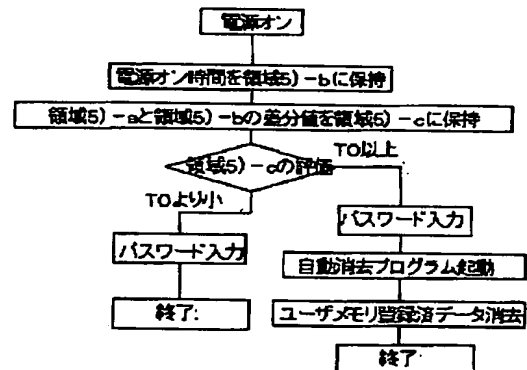 電源オン
電源オン時間を領域5)-bに保持
領域5)-aと領域5)-bの差分値を領域5)-cに保持
領域5)-cの評価
TO以上
TOより小
パスワード入力
パスワード入力
自動消去プログラム起動
終了:
ユーザメモリ登録済データ消去
終了